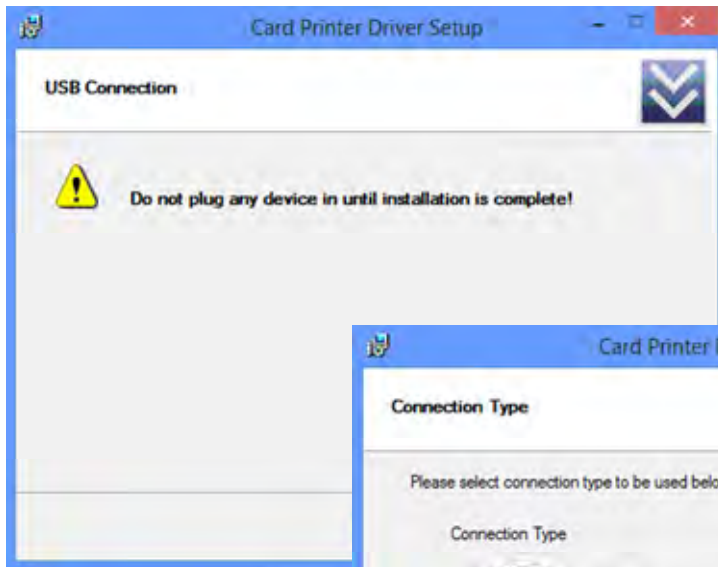 Card Printer Driver Setup
USB Connection
Do not plug any device in until installation is complete!
Card Printer
Connection Type
Please select connection type to be used
Connection Type